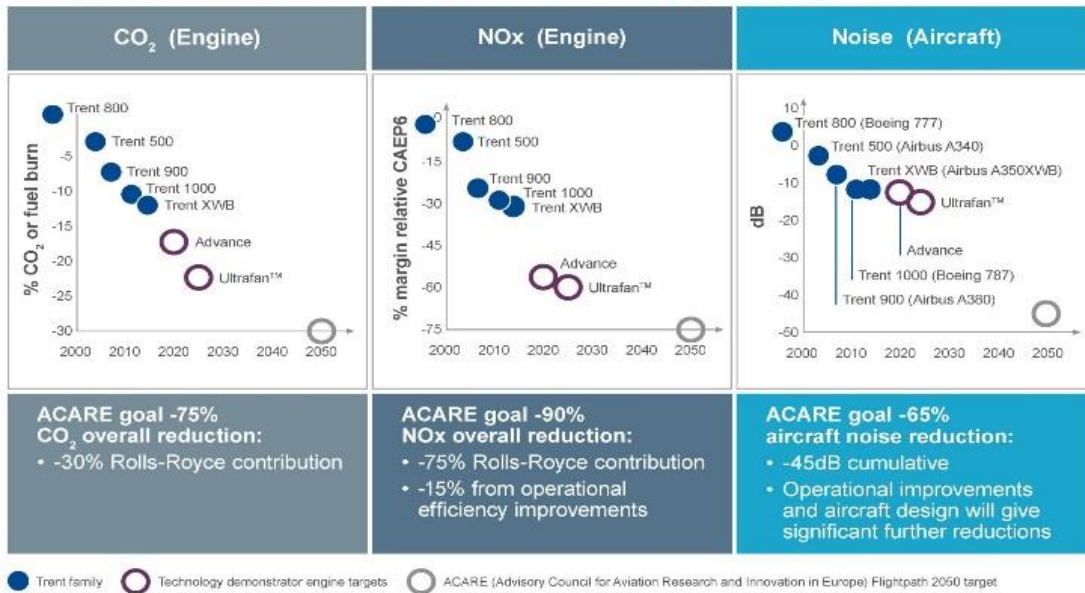 CO₂ (Engine)
% CO₂ or fuel burn
Trent 800
Trent 500
Trent 900
Trent 1000
Trent XWB
Advance
Ultrafan™
-5
-10
-15
-20
-25
-30
2000 2010 2020 2030 2040 2050
ACARE goal -75%
CO₂ overall reduction:
• -30% Rolls-Royce contribution
NOx (Engine)
% margin relative CAEP6
Trent 800
Trent 500
Trent 900
Trent 1000
Trent XWB
Advance
Ultrafan™
-0
-15
-30
-45
-60
-75
2000 2010 2020 2030 2040 2050
ACARE goal -90%
NOx overall reduction:
• -75% Rolls-Royce contribution
• -15% from operational
efficiency improvements
Noise (Aircraft)
dB
10
0
-10
-20
-30
-40
-50
Trent 800 (Boeing 777)
Trent 500 (Airbus A340)
Trent XWB (Airbus A350XWB)
Ultrafan™
Advance
Trent 1000 (Boeing 787)
Trent 900 (Airbus A380)
2000 2010 2020 2030 2040 2050
ACARE goal -65%
aircraft noise reduction:
• -45dB cumulative
• Operational improvements
and aircraft design will give
significant further reductions
Trent family
Technology demonstrator engine targets
ACARE (Advisory Council for Aviation Research and Innovation in Europe) Flightpath 2050 target